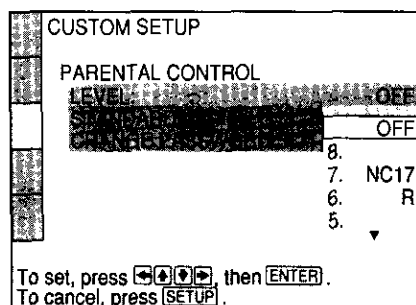 CUSTOM SETUP
PARENTAL CONTROL
LEVEL: OFF
STANDARD
OFF
8.
7. NC17
6. R
5.
To set, press , then ENTER .
To cancel, press SETUP .